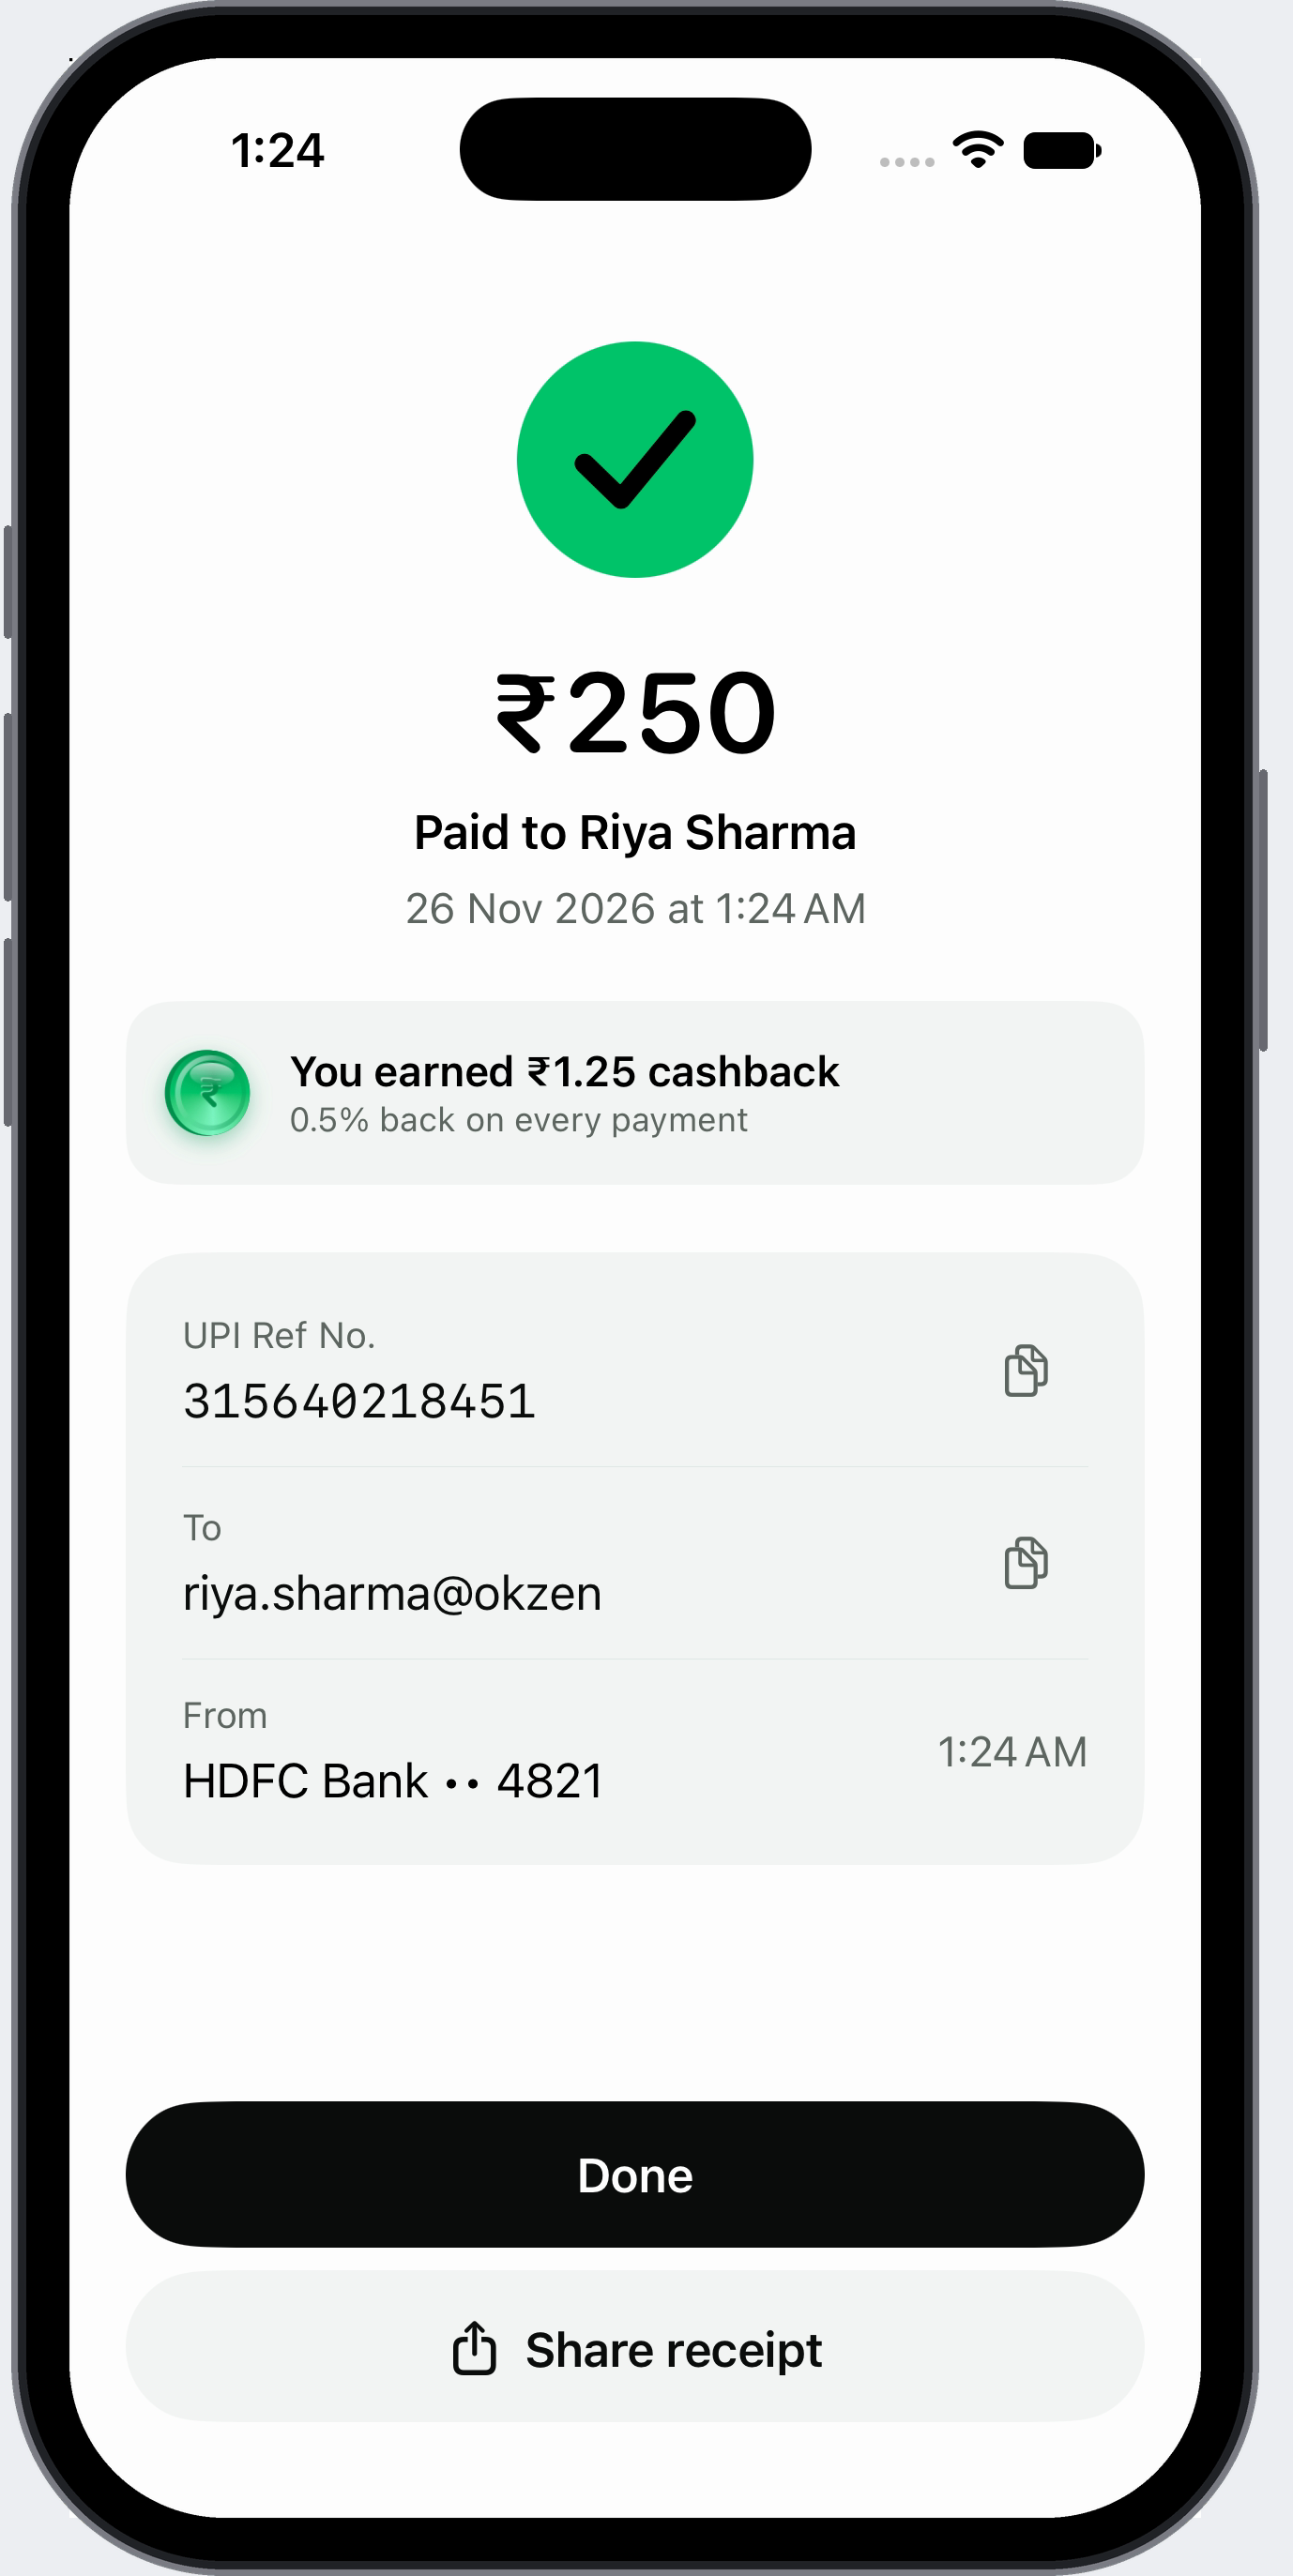 1:24
₹250
Paid to Riya Sharma
26 Nov 2026 at 1:24 AM
₹
You earned ₹1.25 cashback
0.5% back on every payment
UPI Ref No.
315640218451
To
riya.sharma@okzen
From
HDFC Bank •• 4821
1:24 AM
Done
Share receipt